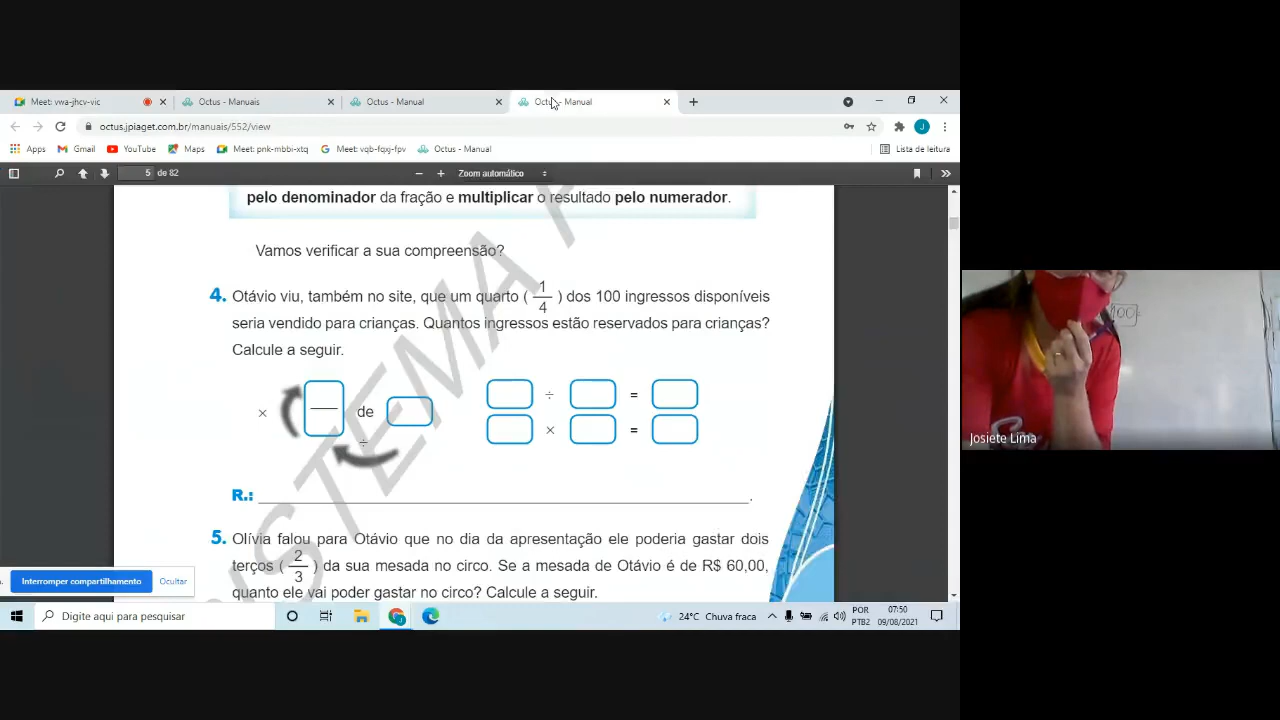 Meet: vwa-jhcv-vic
Octus - Manuais
Octus - Manual
Octus - Manual
octus.jpiaget.com.br/manuais/552/view
Apps
Gmail
YouTube
Maps
Meet: pnk-mbbi-xtq
Meet: vqb-fqxj-fpv
Octus - Manual
Lista de leitura
5 de 82
Zoom automático
pelo denominador da fração e multiplicar o resultado pelo numerador.
Vamos verificar a sua compreensão?
4. Otávio viu, também no site, que um quarto ( 1/4 ) dos 100 ingressos disponíveis
seria vendido para crianças. Quantos ingressos estão reservados para crianças?
Calcule a seguir.
× de ÷
÷ =
× =
R.: ___.
5. Olívia falou para Otávio que no dia da apresentação ele poderia gastar dois
terços ( 2/3 ) da sua mesada no circo. Se a mesada de Otávio é de R$ 60,00,
quanto ele vai poder gastar no circo? Calcule a seguir.
ISTEMA
100
Josiete Lima
Interromper compartilhamento
Ocultar
Digite aqui para pesquisar
24°C Chuva fraca
POR
PTB2
07:50
09/08/2021